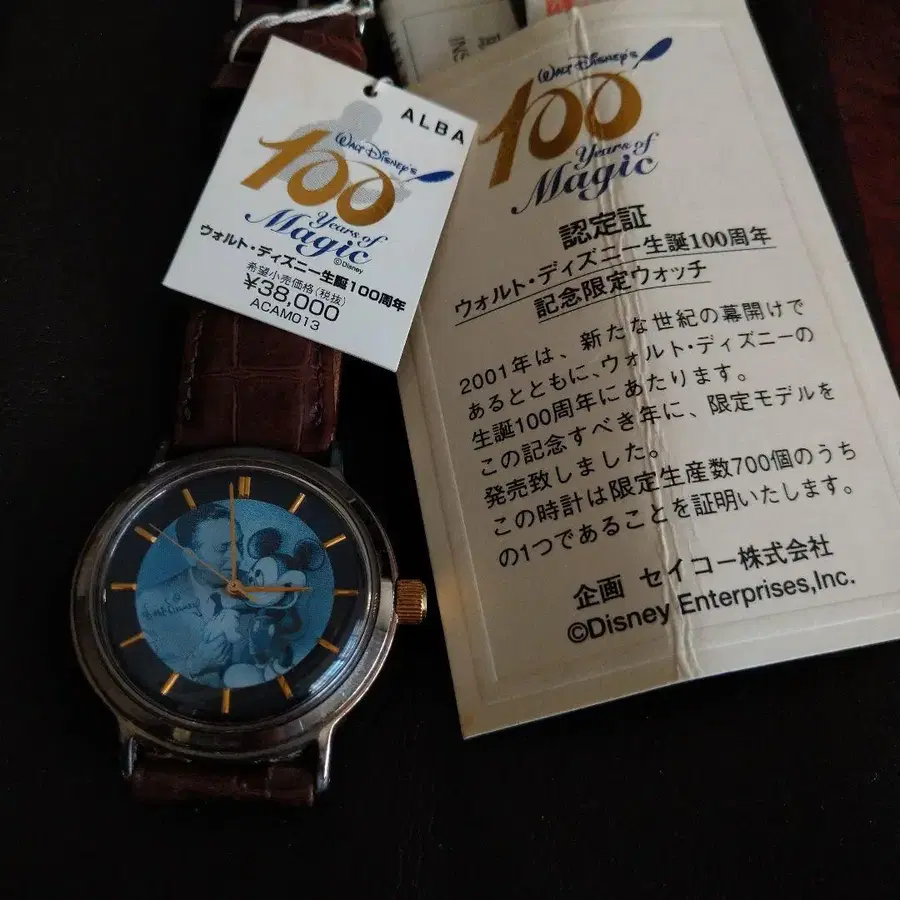 ALBA
WALT DISNEY'S
100
Years of
Magic
©Disney
ウォルト・ディズニー生誕100周年
希望小売価格(税抜)
¥38,000
ACAM013
WALT DISNEY'S
100
Years of
Magic
認定証
ウォルト・ディズニー生誕100周年
記念限定ウォッチ
2001年は、新たな世紀の幕開けで
あるとともに、ウォルト・ディズニーの
生誕100周年にあたります。
この記念すべき年に、限定モデルを
発売致しました。
この時計は限定生産数700個のうち
の1つであることを証明いたします。
企画 セイコー株式会社
©Disney Enterprises,Inc.